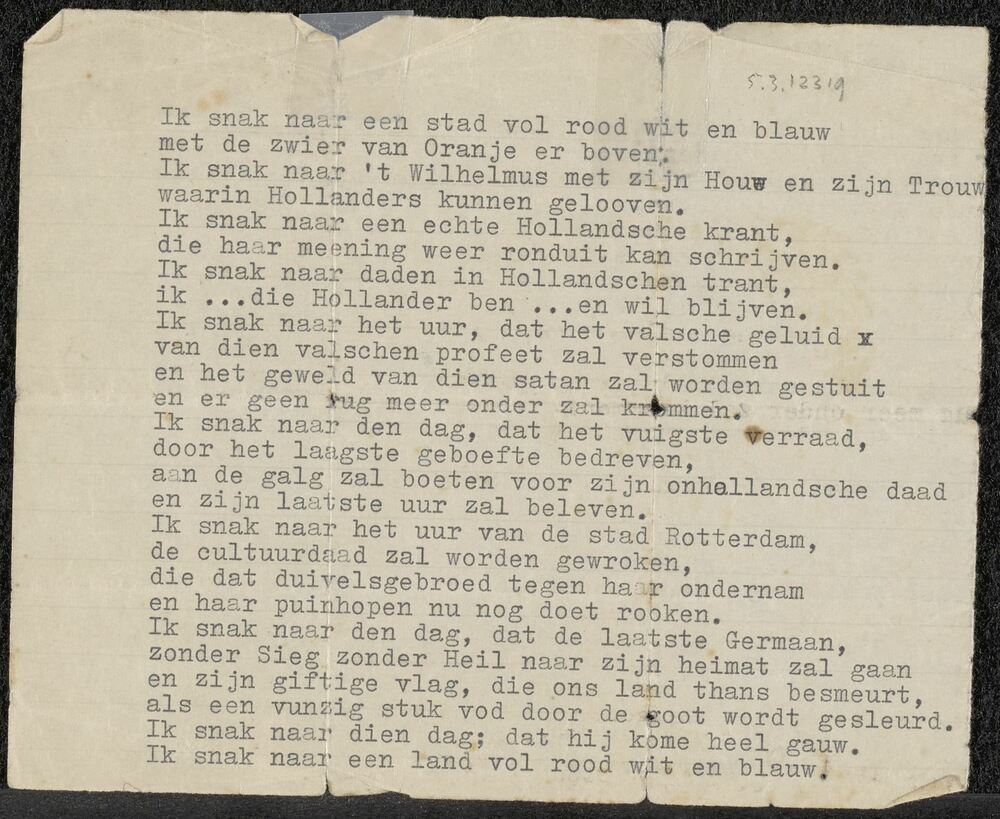 5.3.12319
Ik snak naar een stad vol rood wit en blauw
met de zwier van Oranje er boven.
Ik snak naar 't Wilhelmus met zijn Houw en zijn Trouw
waarin Hollanders kunnen gelooven.
Ik snak naar een echte Hollandsche krant,
die haar meening weer ronduit kan schrijven.
Ik snak naar daden in Hollandschen trant,
ik ...die Hollander ben ...en wil blijven.
Ik snak naar het uur, dat het valsche geluid x
van dien valschen profeet zal verstommen
en het geweld van dien satan zal worden gestuit
en er geen rug meer onder zal krommen.
Ik snak naar den dag, dat het vuigste verraad,
door het laagste geboefte bedreven,
aan de galg zal boeten voor zijn onhollandsche daad
en zijn laatste uur zal beleven.
Ik snak naar het uur van de stad Rotterdam,
de cultuurdaad zal worden gewroken,
die dat duivelsgebroed tegen haar ondernam
en haar puinhopen nu nog doet rooken.
Ik snak naar den dag, dat de laatste Germaan,
zonder Sieg zonder Heil naar zijn heimat zal gaan
en zijn giftige vlag, die ons land thans besmeurt,
als een vunzig stuk vod door de goot wordt gesleurd.
Ik snak naar dien dag; dat hij kome heel gauw.
Ik snak naar een land vol rood wit en blauw.